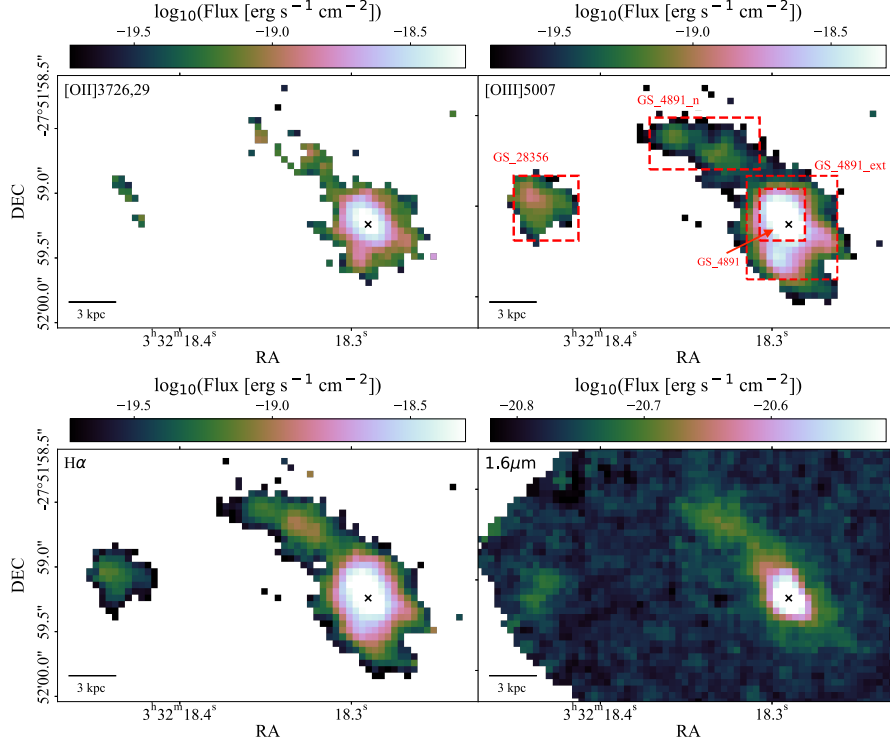 log₁₀(Flux [erg s⁻¹ cm⁻²]) log₁₀(Flux [erg s⁻¹ cm⁻²])
−19.5 −19.0 −18.5 −19.5 −19.0 −18.5
[OII]3726,29 [OIII]5007
GS_4891_n
GS_28356 GS_4891_ext
GS_4891
-27°51'58.5"
59.0"
59.5"
52'00.0"
DEC
3 kpc 3 kpc
3ʰ32ᵐ18.4ˢ 18.3ˢ 3ʰ32ᵐ18.4ˢ 18.3ˢ
RA RA
log₁₀(Flux [erg s⁻¹ cm⁻²]) log₁₀(Flux [erg s⁻¹ cm⁻²])
−19.5 −19.0 −18.5 −20.8 −20.7 −20.6
Hα 1.6μm
-27°51'58.5"
59.0"
59.5"
52'00.0"
DEC
3 kpc 3 kpc
3ʰ32ᵐ18.4ˢ 18.3ˢ 3ʰ32ᵐ18.4ˢ 18.3ˢ
RA RA